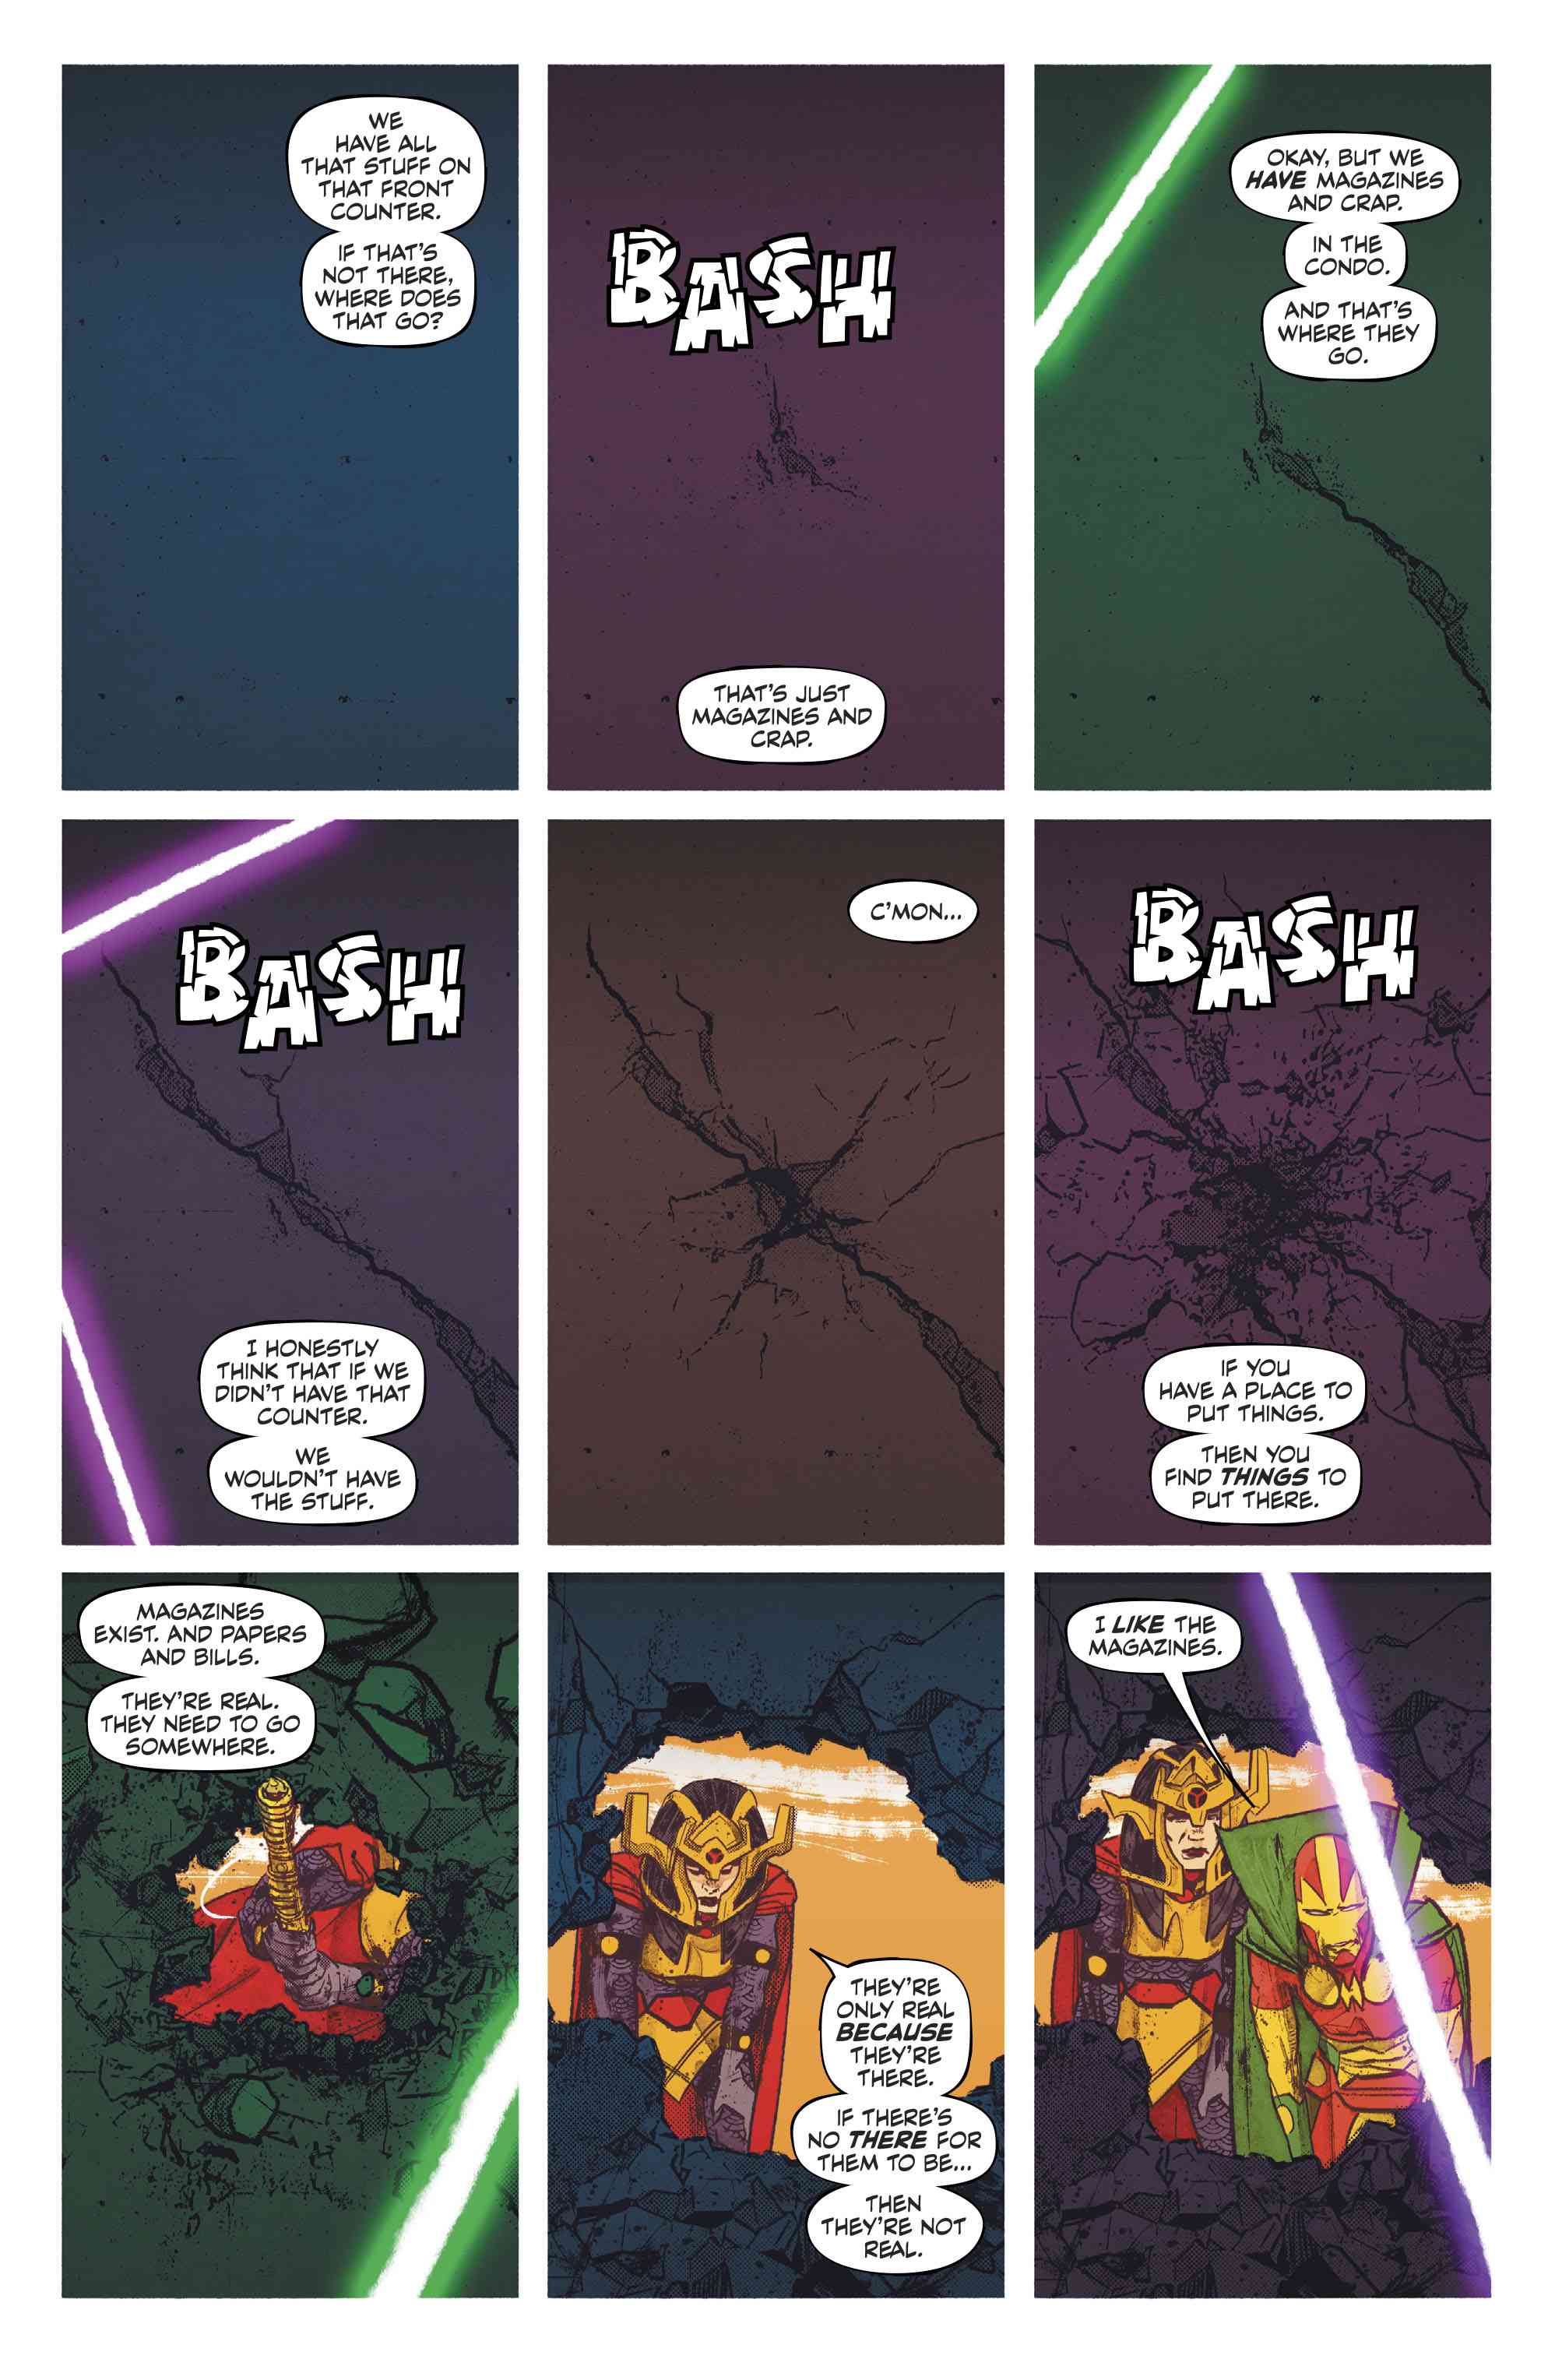 WE
HAVE ALL
THAT STUFF ON
THAT FRONT
COUNTER.
IF THAT'S
NOT THERE,
WHERE DOES
THAT GO?
BASH
THAT'S JUST
MAGAZINES AND
CRAP.
OKAY, BUT WE
HAVE MAGAZINES
AND CRAP.
IN THE
CONDO.
AND THAT'S
WHERE THEY
GO.
BASH
I HONESTLY
THINK THAT IF WE
DIDN'T HAVE THAT
COUNTER.
WE
WOULDN'T HAVE
THE STUFF.
C'MON...
BASH
IF YOU
HAVE A PLACE TO
PUT THINGS.
THEN YOU
FIND THINGS TO
PUT THERE.
MAGAZINES
EXIST. AND PAPERS
AND BILLS.
THEY'RE REAL.
THEY NEED TO GO
SOMEWHERE.
THEY'RE
ONLY REAL
BECAUSE
THEY'RE
THERE.
IF THERE'S
NO THERE FOR
THEM TO BE...
THEN
THEY'RE NOT
REAL.
I LIKE THE
MAGAZINES.